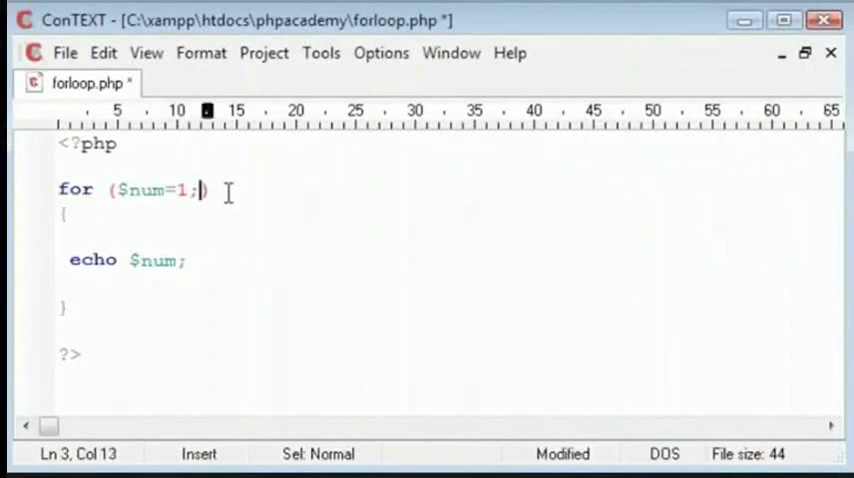 ConTEXT - [C:\xampp\htdocs\phpacademy\forloop.php *]
File Edit View Format Project Tools Options Window Help
forloop.php *
5 10 15 20 25 30 35 40 45 50 55 60 65
<?php
for ($num=1;)
{
echo $num;
}
?>
Ln 3, Col 13 Insert Sel: Normal Modified DOS File size: 44